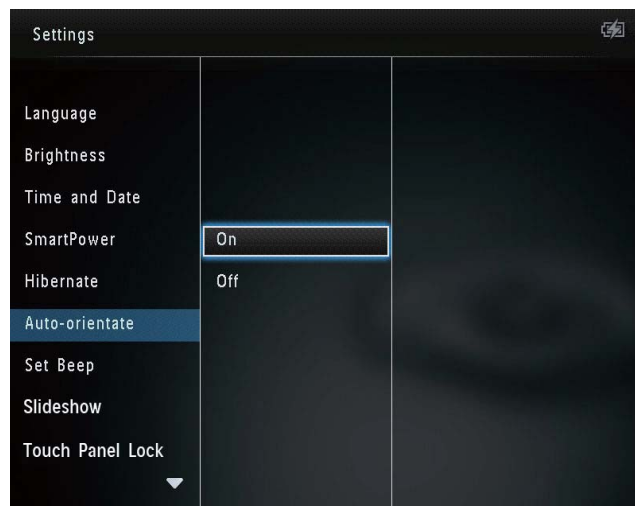 Settings
Language
Brightness
Time and Date
SmartPower
On
Hibernate
Off
Auto-orientate
Set Beep
Slideshow
Touch Panel Lock